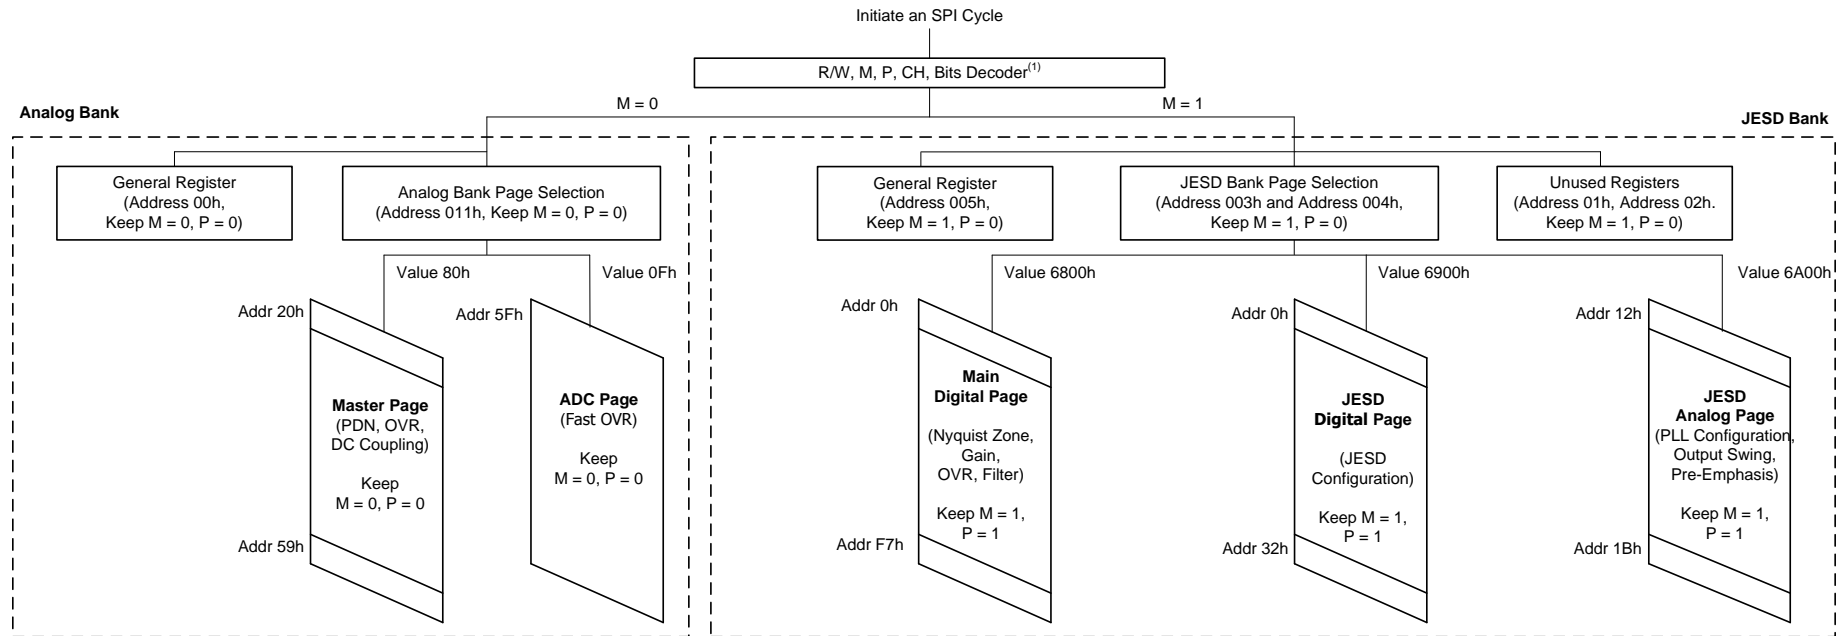 Initiate an SPI Cycle
R/W, M, P, CH, Bits Decoder(1)
M = 0
M = 1
Analog Bank
JESD Bank
General Register
(Address 00h,
Keep M = 0, P = 0)
Analog Bank Page Selection
(Address 011h, Keep M = 0, P = 0)
General Register
(Address 005h,
Keep M = 1, P = 0)
JESD Bank Page Selection
(Address 003h and Address 004h,
Keep M = 1, P = 0)
Unused Registers
(Address 01h, Address 02h.
Keep M = 1, P = 0)
Value 80h
Value 0Fh
Value 6800h
Value 6900h
Value 6A00h
Addr 20h
Master Page
(PDN, OVR,
DC Coupling)
Keep
M = 0, P = 0
Addr 59h
Addr 5Fh
ADC Page
(Fast OVR)
Keep
M = 0, P = 0
Addr 0h
Main
Digital Page
(Nyquist Zone,
Gain,
OVR, Filter)
Keep M = 1,
P = 1
Addr F7h
Addr 0h
JESD
Digital Page
(JESD
Configuration)
Keep M = 1,
P = 1
Addr 32h
Addr 12h
JESD
Analog Page
(PLL Configuration,
Output Swing,
Pre-Emphasis)
Keep M = 1,
P = 1
Addr 1Bh